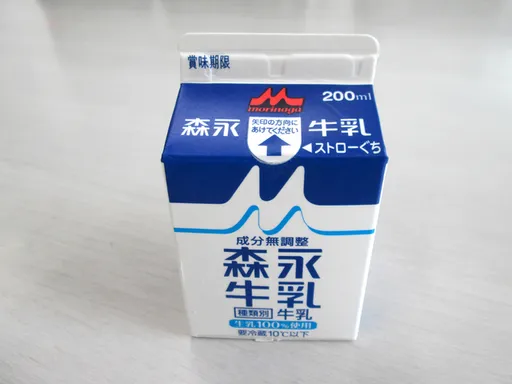 賞味期限
200ml
morinaga
森永 牛乳
矢印の方向に
あけてください
◀ストローぐち
成分無調整
森永
牛乳
種類別 牛乳
生乳100%使用
要冷蔵10℃以下